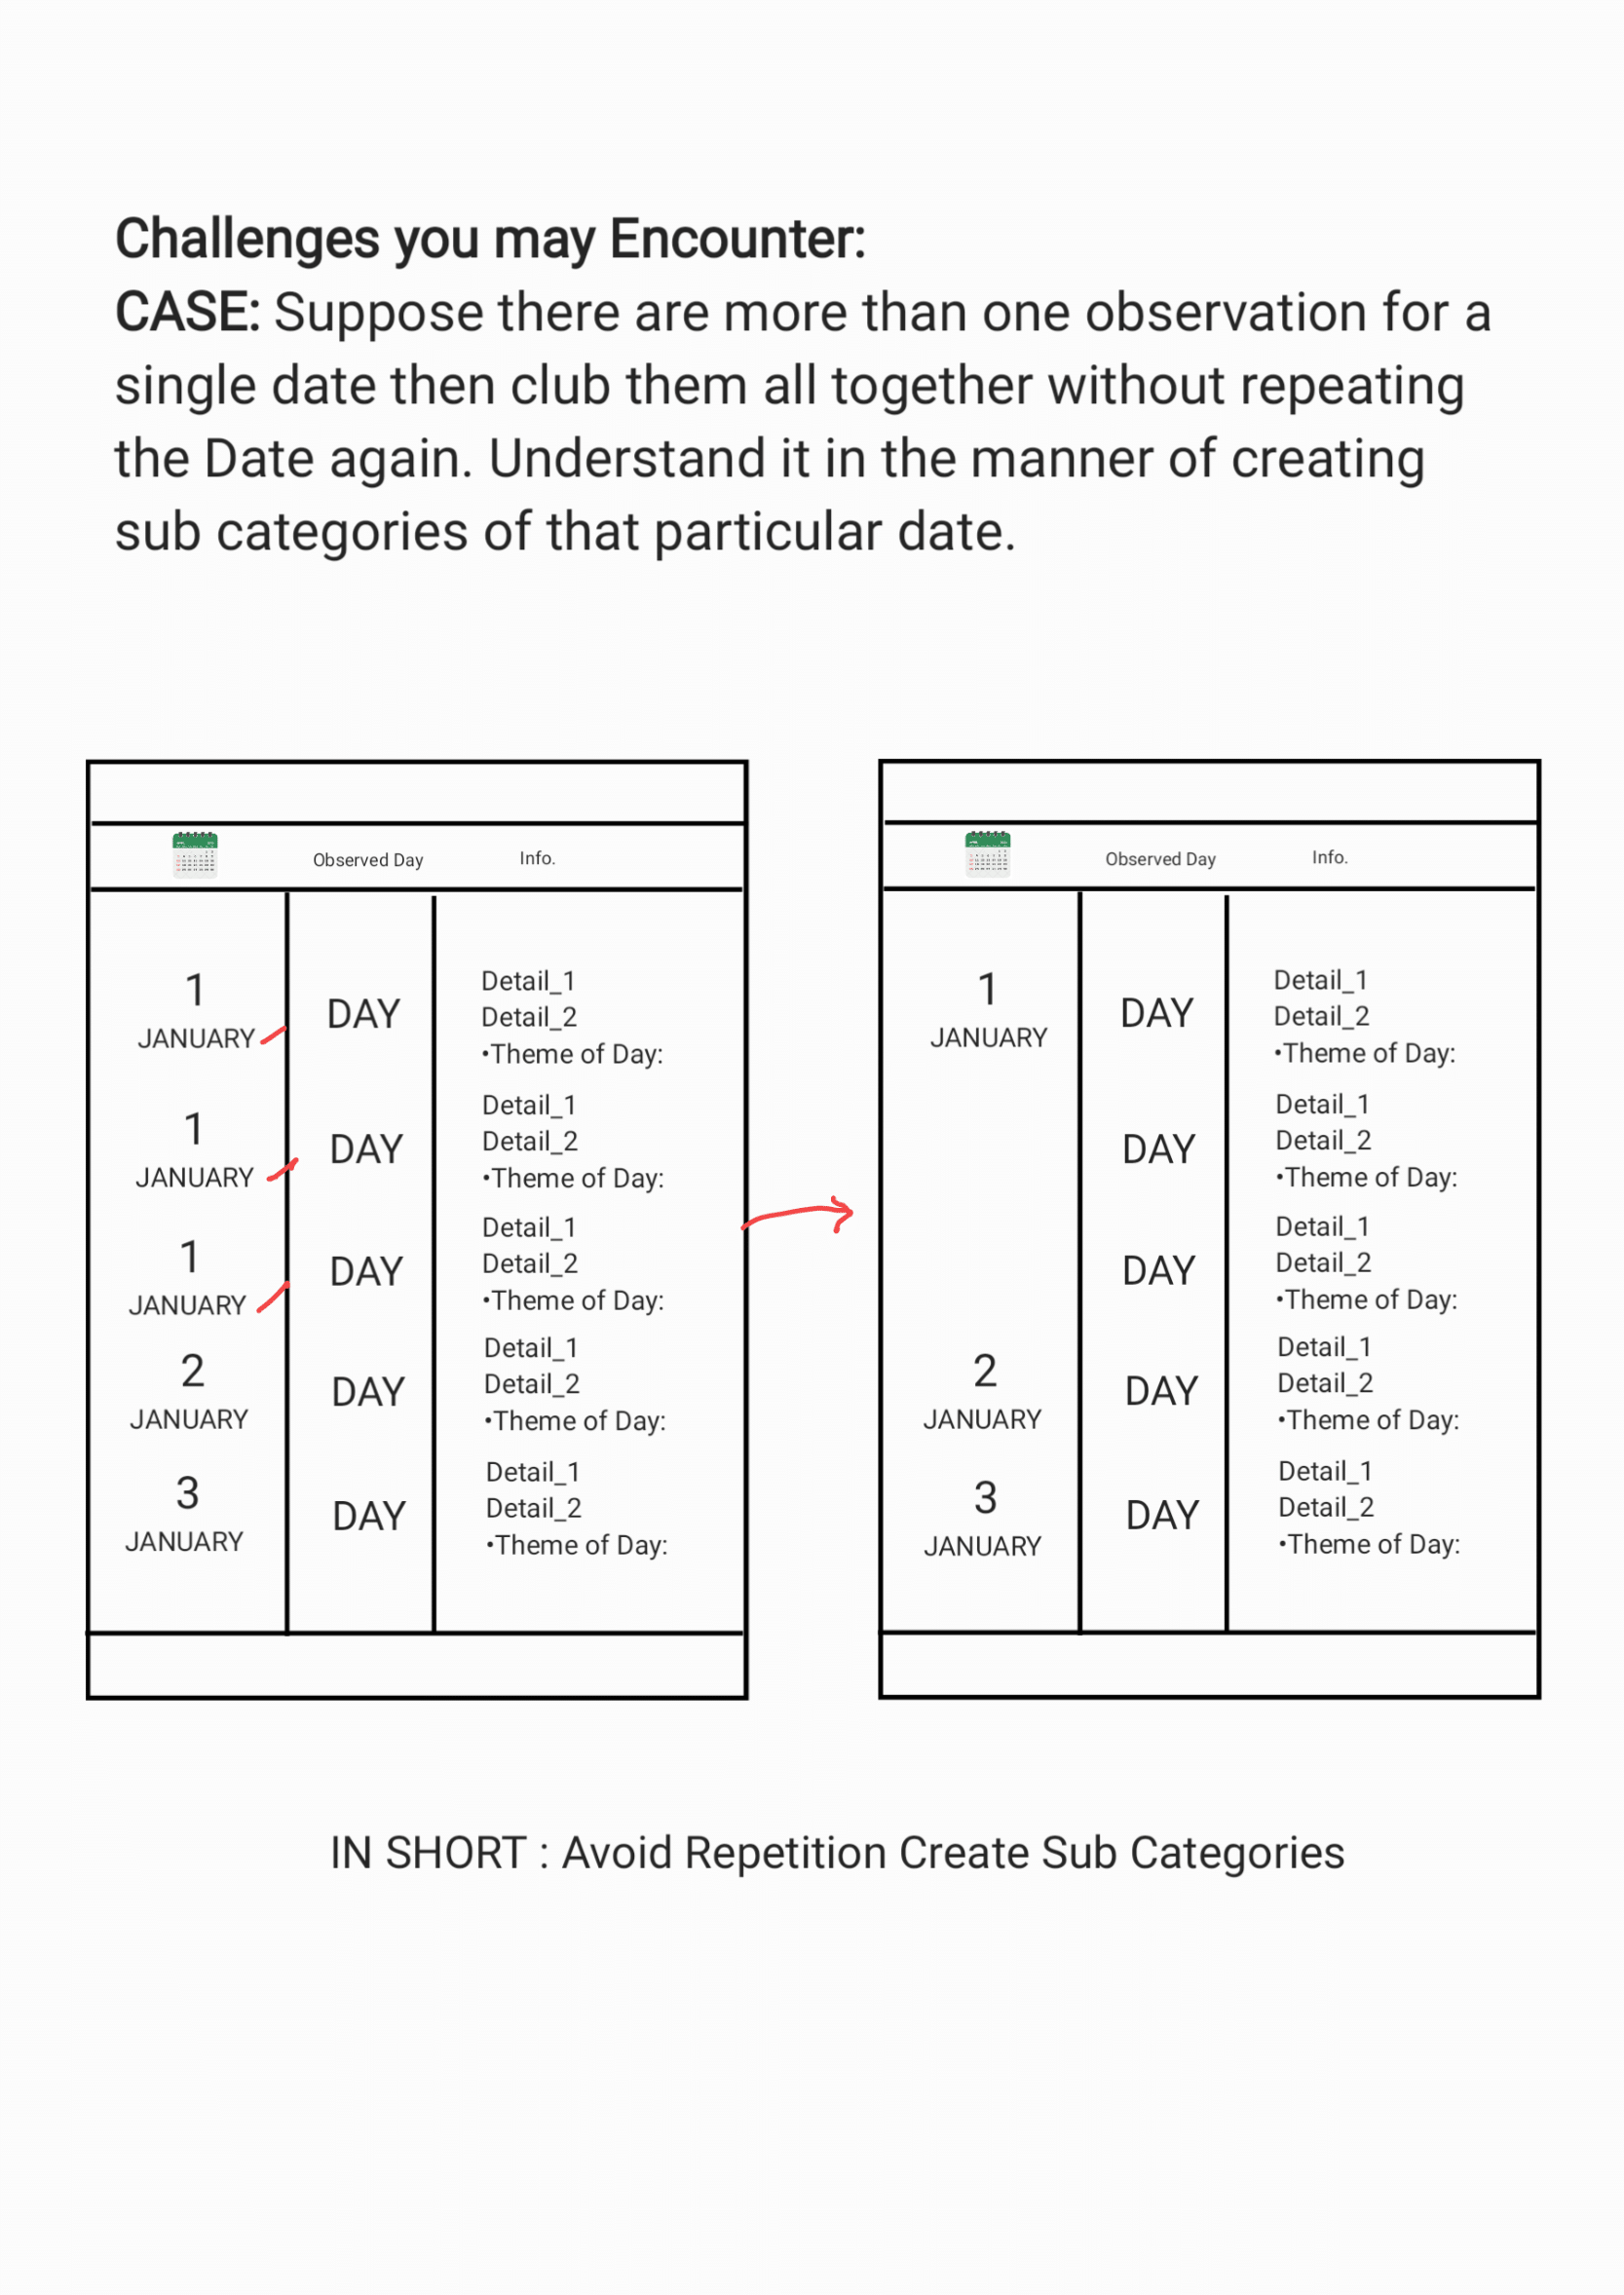 Challenges you may Encounter:
CASE: Suppose there are more than one observation for a
single date then club them all together without repeating
the Date again. Understand it in the manner of creating
sub categories of that particular date.
Observed Day
Info.
1
JANUARY
DAY
Detail_1
Detail_2
•Theme of Day:
1
JANUARY
DAY
Detail_1
Detail_2
•Theme of Day:
1
JANUARY
DAY
Detail_1
Detail_2
•Theme of Day:
2
JANUARY
DAY
Detail_1
Detail_2
•Theme of Day:
3
JANUARY
DAY
Detail_1
Detail_2
•Theme of Day:
Observed Day
Info.
1
JANUARY
DAY
Detail_1
Detail_2
•Theme of Day:
DAY
Detail_1
Detail_2
•Theme of Day:
DAY
Detail_1
Detail_2
•Theme of Day:
2
JANUARY
DAY
Detail_1
Detail_2
•Theme of Day:
3
JANUARY
DAY
Detail_1
Detail_2
•Theme of Day:
IN SHORT : Avoid Repetition Create Sub Categories